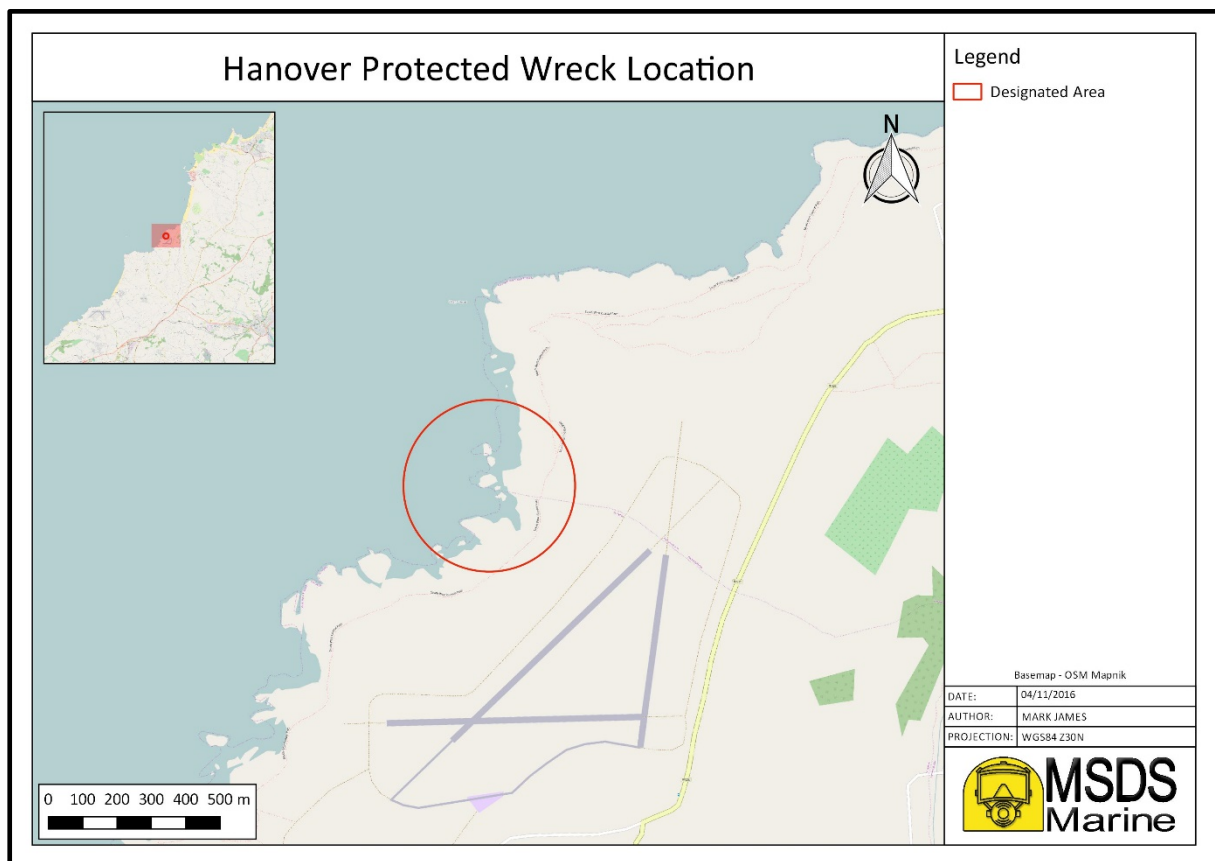 Hanover Protected Wreck Location
Legend
Designated Area
N
0 100 200 300 400 500 m
Basemap - OSM Mapnik
DATE: 04/11/2016
AUTHOR: MARK JAMES
PROJECTION: WGS84 Z30N
MSDS
Marine